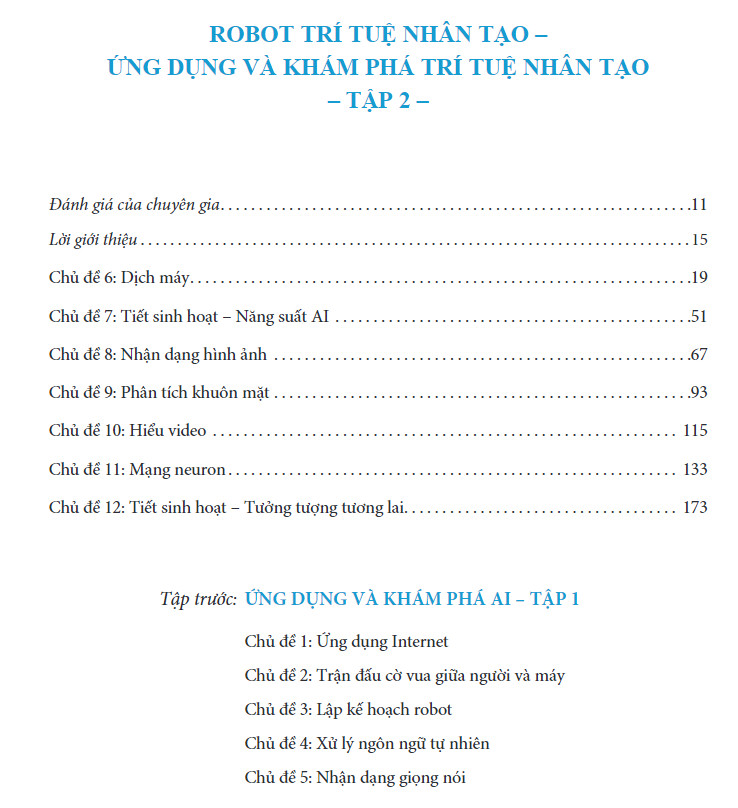 ROBOT TRÍ TUỆ NHÂN TẠO –
ỨNG DỤNG VÀ KHÁM PHÁ TRÍ TUỆ NHÂN TẠO
– TẬP 2 –
Đánh giá của chuyên gia.................................................................11
Lời giới thiệu.................................................................15
Chủ đề 6: Dịch máy.................................................................19
Chủ đề 7: Tiết sinh hoạt – Năng suất AI.................................................................51
Chủ đề 8: Nhận dạng hình ảnh.................................................................67
Chủ đề 9: Phân tích khuôn mặt.................................................................93
Chủ đề 10: Hiểu video.................................................................115
Chủ đề 11: Mạng neuron.................................................................133
Chủ đề 12: Tiết sinh hoạt – Tưởng tượng tương lai.................................................................173
Tập trước: ỨNG DỤNG VÀ KHÁM PHÁ AI – TẬP 1
Chủ đề 1: Ứng dụng Internet
Chủ đề 2: Trận đấu cờ vua giữa người và máy
Chủ đề 3: Lập kế hoạch robot
Chủ đề 4: Xử lý ngôn ngữ tự nhiên
Chủ đề 5: Nhận dạng giọng nói